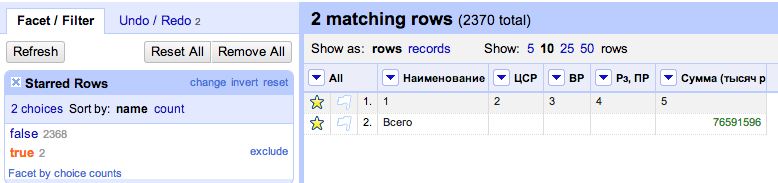 Facet / Filter Undo / Redo 2
Refresh Reset All Remove All
Starred Rows change invert reset
2 choices Sort by: name count
false 2368
true 2 exclude
Facet by choice counts
2 matching rows (2370 total)
Show as: rows records Show: 5 10 25 50 rows
All Наименование ЦСР ВР Рз, ПР Сумма (тысяч р
1. 1 2 3 4 5
2. Всего 76591596